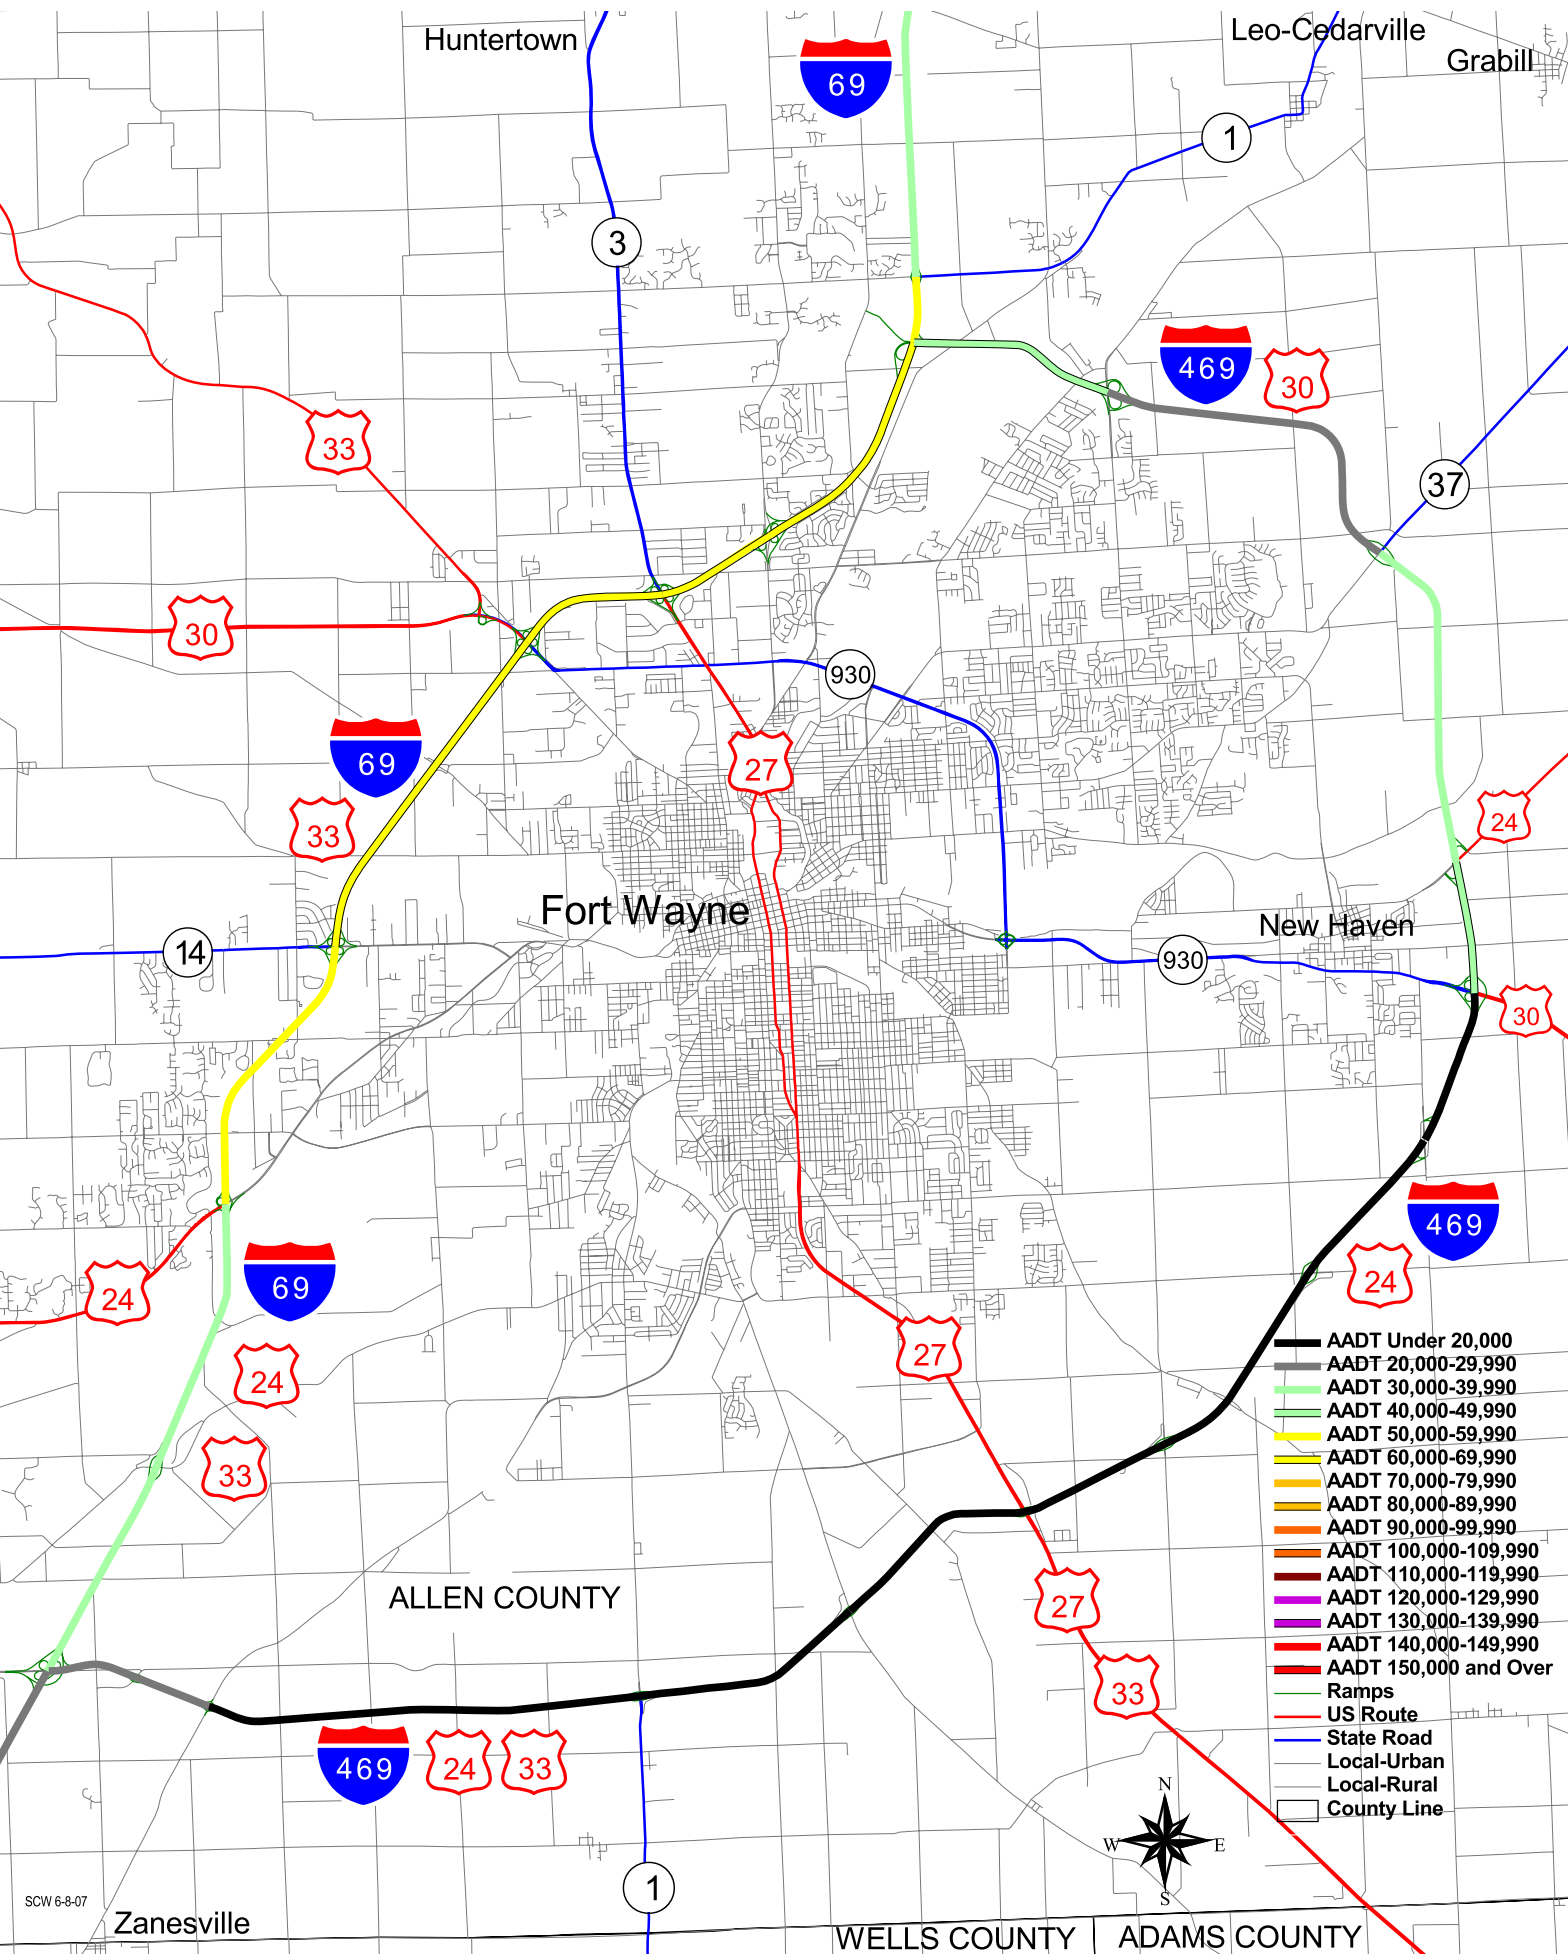 Huntertown
Leo-Cedarville
Grabill
69
1
3
469
30
33
37
30
930
69
27
33
24
Fort Wayne
New Haven
14
930
30
469
24
69
24
27
24
33
ALLEN COUNTY
27
33
469
24
33
1
AADT Under 20,000
AADT 20,000-29,990
AADT 30,000-39,990
AADT 40,000-49,990
AADT 50,000-59,990
AADT 60,000-69,990
AADT 70,000-79,990
AADT 80,000-89,990
AADT 90,000-99,990
AADT 100,000-109,990
AADT 110,000-119,990
AADT 120,000-129,990
AADT 130,000-139,990
AADT 140,000-149,990
AADT 150,000 and Over
Ramps
US Route
State Road
Local-Urban
Local-Rural
County Line
N
W
E
S
SCW 6-8-07
Zanesville
WELLS COUNTY
ADAMS COUNTY